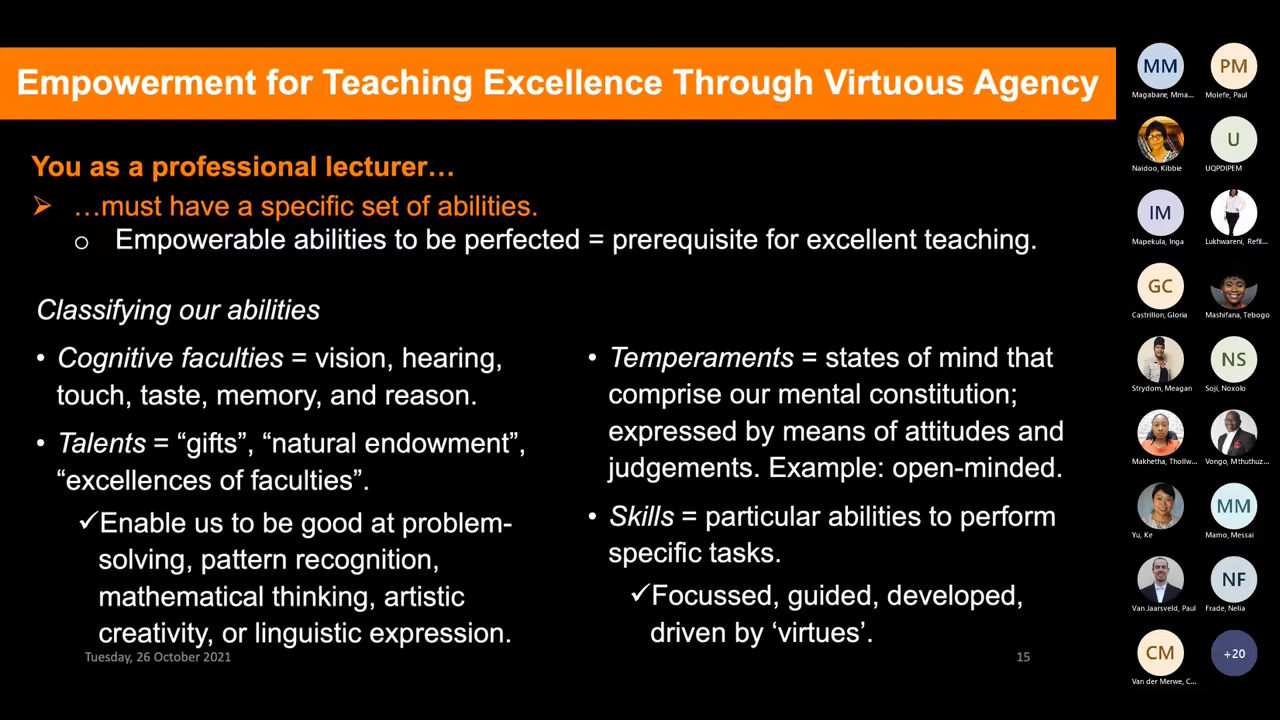 Empowerment for Teaching Excellence Through Virtuous Agency
You as a professional lecturer…
➢ …must have a specific set of abilities.
o Empowerable abilities to be perfected = prerequisite for excellent teaching.
Classifying our abilities
• Cognitive faculties = vision, hearing,
touch, taste, memory, and reason.
• Talents = “gifts”, “natural endowment”,
“excellences of faculties”.
✓Enable us to be good at problem-
solving, pattern recognition,
mathematical thinking, artistic
creativity, or linguistic expression.
• Temperaments = states of mind that
comprise our mental constitution;
expressed by means of attitudes and
judgements. Example: open-minded.
• Skills = particular abilities to perform
specific tasks.
✓Focussed, guided, developed,
driven by ‘virtues’.
Tuesday, 26 October 2021
15
MM
PM
Magabane, Mma...
Molefe, Paul
U
Naidoo, Kibbie
UQPDIPEM
IM
Mapekula, Inga
Lukhwareni, Refil...
GC
Castrillon, Gloria
Mashifana, Tebogo
NS
Strydom, Meagan
Soji, Noxolo
Makhetha, Thollw...
Vongo, Mthuthuz...
MM
Yu, Ke
Mamo, Messai
NF
Van Jaarsveld, Paul
Frade, Nelia
CM
+20
Van der Merwe, C...